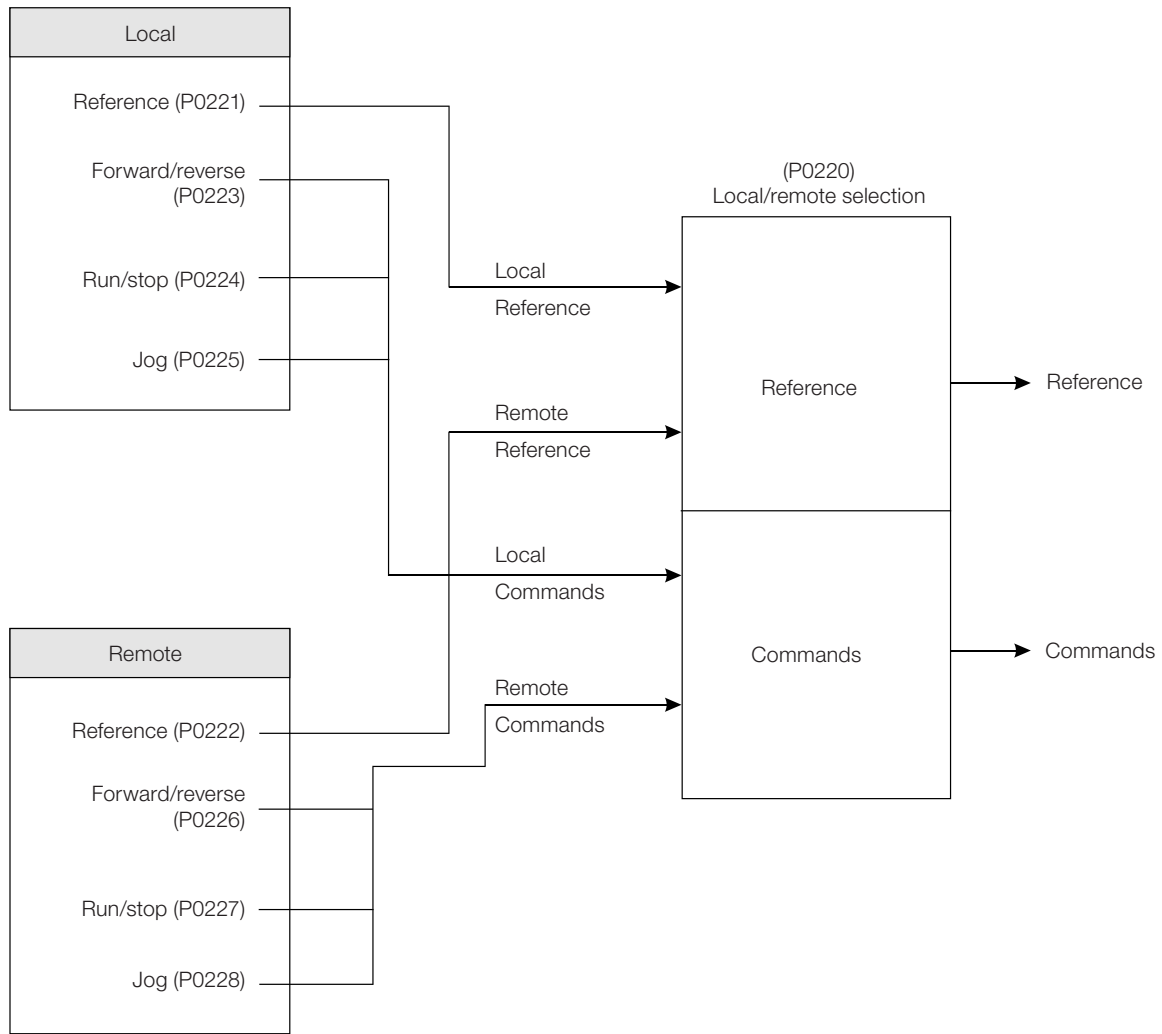 Local
Reference (P0221)
Forward/reverse
(P0223)
Run/stop (P0224)
Jog (P0225)
Remote
Reference (P0222)
Forward/reverse
(P0226)
Run/stop (P0227)
Jog (P0228)
Local
Reference
Remote
Reference
Local
Commands
Remote
Commands
(P0220)
Local/remote selection
Reference
Commands
Reference
Commands